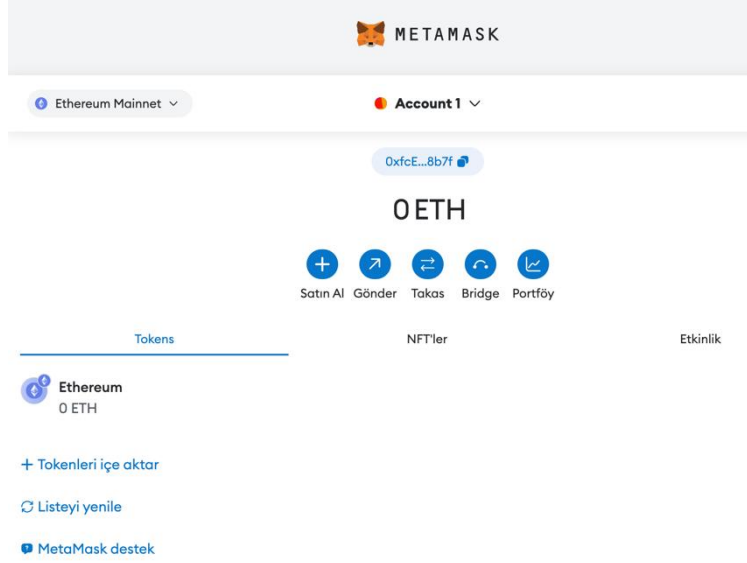 METAMASK
Ethereum Mainnet
Account 1
0xfcE...8b7f
0 ETH
Satın Al Gönder Takas Bridge Portföy
Tokens NFT'ler Etkinlik
Ethereum
0 ETH
+ Tokenleri içe aktar
Listeyi yenile
MetaMask destek